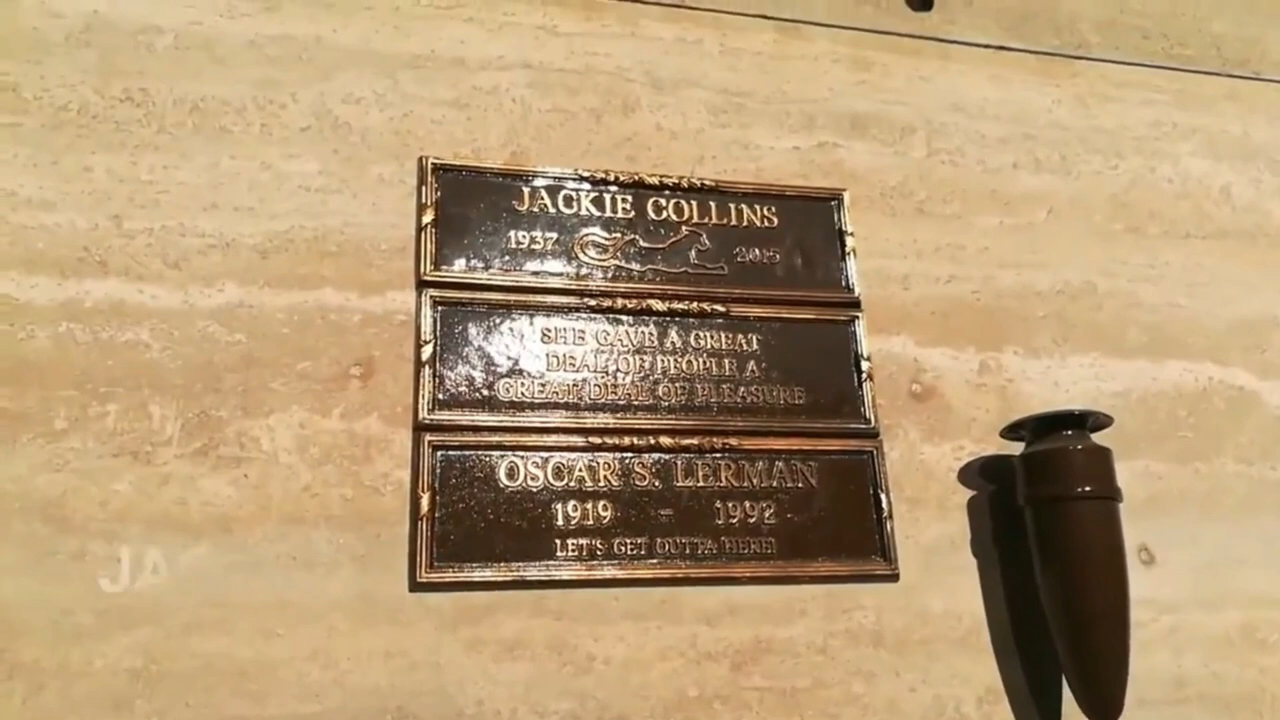 JACKIE COLLINS
1937 2015
SHE GAVE A GREAT
DEAL OF PEOPLE A
GREAT DEAL OF PLEASURE
OSCAR S. LERMAN
1919 - 1992
LET'S GET OUTTA HERE!
JA